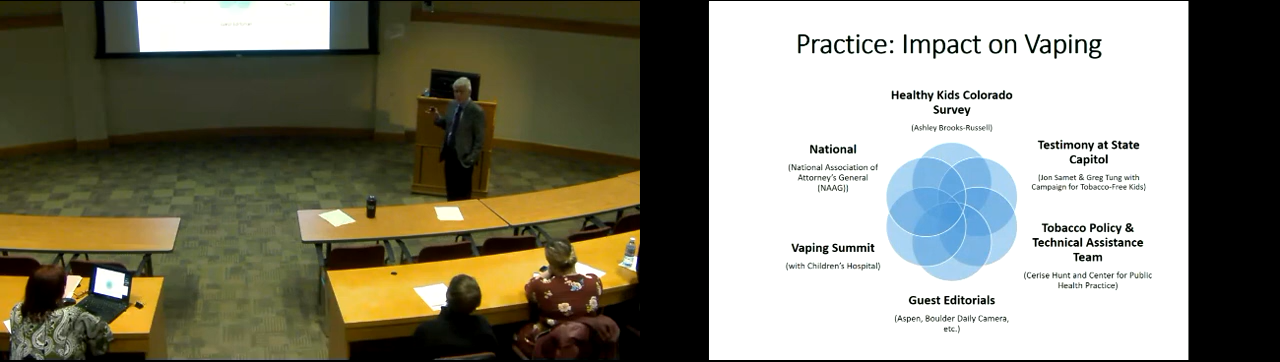 Practice: Impact on Vaping
Healthy Kids Colorado
Survey
(Ashley Brooks-Russell)
Testimony at State
Capitol
(Jon Samet & Greg Tung with
Campaign for Tobacco-Free Kids)
Tobacco Policy &
Technical Assistance
Team
(Cerise Hunt and Center for Public
Health Practice)
Guest Editorials
(Aspen, Boulder Daily Camera,
etc.)
Vaping Summit
(with Children's Hospital)
National
(National Association of
Attorney's General
(NAAG))